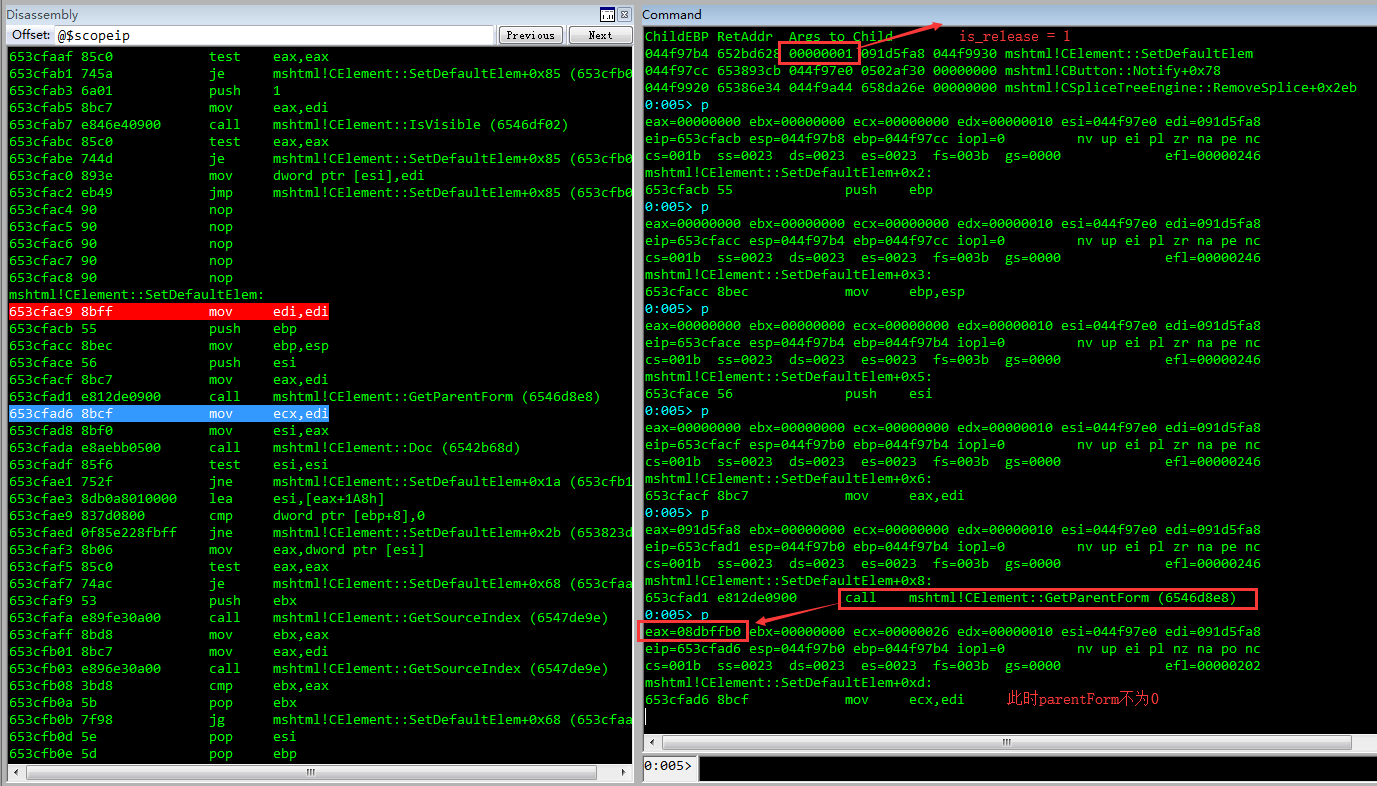 Disassembly
Offset: @$scopeip
Previous
Next
653cfaaf 85c0 test eax,eax
653cfab1 745a je mshtml!CElement::SetDefaultElem+0x85 (653cfb0
653cfab3 6a01 push 1
653cfab5 8bc7 mov eax,edi
653cfab7 e846e40900 call mshtml!CElement::IsVisible (6546df02)
653cfabc 85c0 test eax,eax
653cfabe 744d je mshtml!CElement::SetDefaultElem+0x85 (653cfb0
653cfac0 893e mov dword ptr [esi],edi
653cfac2 eb49 jmp mshtml!CElement::SetDefaultElem+0x85 (653cfb0
653cfac4 90 nop
653cfac5 90 nop
653cfac6 90 nop
653cfac7 90 nop
653cfac8 90 nop
mshtml!CElement::SetDefaultElem:
653cfac9 8bff mov edi,edi
653cfacb 55 push ebp
653cfacc 8bec mov ebp,esp
653cface 56 push esi
653cfacf 8bc7 mov eax,edi
653cfad1 e812de0900 call mshtml!CElement::GetParentForm (6546d8e8)
653cfad6 8bcf mov ecx,edi
653cfad8 8bf0 mov esi,eax
653cfada e8aebb0500 call mshtml!CElement::Doc (6542b68d)
653cfadf 85f6 test esi,esi
653cfae1 752f jne mshtml!CElement::SetDefaultElem+0x1a (653cfb1
653cfae3 8db0a8010000 lea esi,[eax+1A8h]
653cfae9 837d0800 cmp dword ptr [ebp+8],0
653cfaed 0f85e228fbff jne mshtml!CElement::SetDefaultElem+0x2b (653823d
653cfaf3 8b06 mov eax,dword ptr [esi]
653cfaf5 85c0 test eax,eax
653cfaf7 74ac je mshtml!CElement::SetDefaultElem+0x68 (653cfaa
653cfaf9 53 push ebx
653cfafa e89fe30a00 call mshtml!CElement::GetSourceIndex (6547de9e)
653cfaff 8bd8 mov ebx,eax
653cfb01 8bc7 mov eax,edi
653cfb03 e896e30a00 call mshtml!CElement::GetSourceIndex (6547de9e)
653cfb08 3bd8 cmp ebx,eax
653cfb0a 5b pop ebx
653cfb0b 7f98 jg mshtml!CElement::SetDefaultElem+0x68 (653cfaa
653cfb0d 5e pop esi
653cfb0e 5d pop ebp
Command
ChildEBP RetAddr Args to Child is_release = 1
044f97b4 652bd628 00000001 091d5fa8 044f9930 mshtml!CElement::SetDefaultElem
044f97cc 653893cb 044f97e0 0502af30 00000000 mshtml!CButton::Notify+0x78
044f9920 65386e34 044f9a44 658da26e 00000000 mshtml!CSpliceTreeEngine::RemoveSplice+0x2eb
0:005> p
eax=00000000 ebx=00000000 ecx=00000000 edx=00000010 esi=044f97e0 edi=091d5fa8
eip=653cfacb esp=044f97b8 ebp=044f97cc iopl=0 nv up ei pl zr na pe nc
cs=001b ss=0023 ds=0023 es=0023 fs=003b gs=0000 efl=00000246
mshtml!CElement::SetDefaultElem+0x2:
653cfacb 55 push ebp
0:005> p
eax=00000000 ebx=00000000 ecx=00000000 edx=00000010 esi=044f97e0 edi=091d5fa8
eip=653cfacc esp=044f97b4 ebp=044f97cc iopl=0 nv up ei pl zr na pe nc
cs=001b ss=0023 ds=0023 es=0023 fs=003b gs=0000 efl=00000246
mshtml!CElement::SetDefaultElem+0x3:
653cfacc 8bec mov ebp,esp
0:005> p
eax=00000000 ebx=00000000 ecx=00000000 edx=00000010 esi=044f97e0 edi=091d5fa8
eip=653cface esp=044f97b4 ebp=044f97b4 iopl=0 nv up ei pl zr na pe nc
cs=001b ss=0023 ds=0023 es=0023 fs=003b gs=0000 efl=00000246
mshtml!CElement::SetDefaultElem+0x5:
653cface 56 push esi
0:005> p
eax=00000000 ebx=00000000 ecx=00000000 edx=00000010 esi=044f97e0 edi=091d5fa8
eip=653cfacf esp=044f97b0 ebp=044f97b4 iopl=0 nv up ei pl zr na pe nc
cs=001b ss=0023 ds=0023 es=0023 fs=003b gs=0000 efl=00000246
mshtml!CElement::SetDefaultElem+0x6:
653cfacf 8bc7 mov eax,edi
0:005> p
eax=091d5fa8 ebx=00000000 ecx=00000000 edx=00000010 esi=044f97e0 edi=091d5fa8
eip=653cfad1 esp=044f97b0 ebp=044f97b4 iopl=0 nv up ei pl zr na pe nc
cs=001b ss=0023 ds=0023 es=0023 fs=003b gs=0000 efl=00000246
mshtml!CElement::SetDefaultElem+0x8:
653cfad1 e812de0900 call mshtml!CElement::GetParentForm (6546d8e8)
0:005> p
eax=08dbffb0 ebx=00000000 ecx=00000026 edx=00000010 esi=044f97e0 edi=091d5fa8
eip=653cfad6 esp=044f97b0 ebp=044f97b4 iopl=0 nv up ei pl nz na po nc
cs=001b ss=0023 ds=0023 es=0023 fs=003b gs=0000 efl=00000202
mshtml!CElement::SetDefaultElem+0xd:
653cfad6 8bcf mov ecx,edi 此时parentForm不为0
0:005>